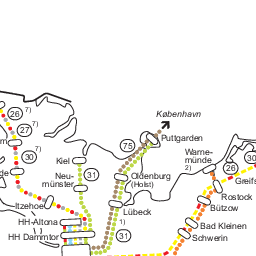 København
26 7)
27 7)
30 7)
75
Puttgarden
Kiel
Neu-
münster
31
Oldenburg
(Holst)
Warne-
münde
2)
26
30
Itzehoe
HH-Altona
HH Dammtor
Lübeck
1)
31
Rostock
Bützow
Bad Kleinen
Schwerin